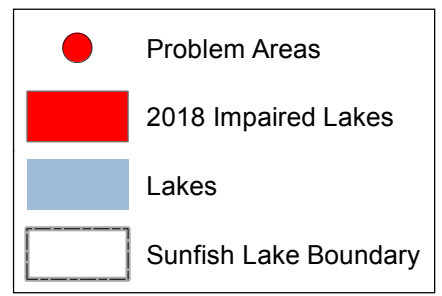 Problem Areas
2018 Impaired Lakes
Lakes
Sunfish Lake Boundary